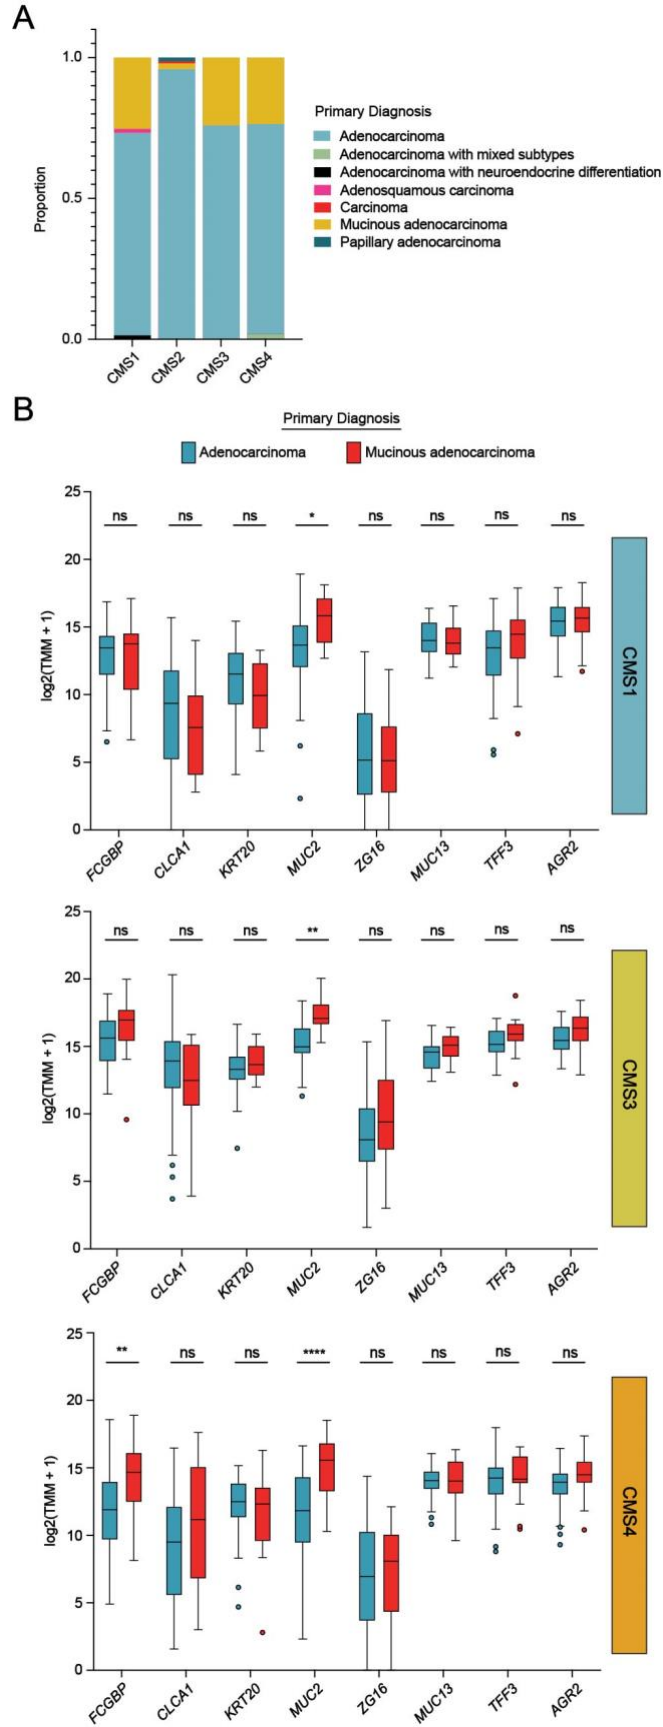 A
1.0
0.5
0.0
Proportion
CMS1
CMS2
CMS3
CMS4
Primary Diagnosis
Adenocarcinoma
Adenocarcinoma with mixed subtypes
Adenocarcinoma with neuroendocrine differentiation
Adenosquamous carcinoma
Carcinoma
Mucinous adenocarcinoma
Papillary adenocarcinoma
B
Primary Diagnosis
Adenocarcinoma
Mucinous adenocarcinoma
25
20
15
10
5
0
log2(TMM + 1)
ns ns ns * ns ns ns ns
FCGBP CLCA1 KRT20 MUC2 ZG16 MUC13 TFF3 AGR2
CMS1
25
20
15
10
5
0
log2(TMM + 1)
ns ns ns ** ns ns ns ns
FCGBP CLCA1 KRT20 MUC2 ZG16 MUC13 TFF3 AGR2
CMS3
25
20
15
10
5
0
log2(TMM + 1)
** ns ns **** ns ns ns ns
FCGBP CLCA1 KRT20 MUC2 ZG16 MUC13 TFF3 AGR2
CMS4